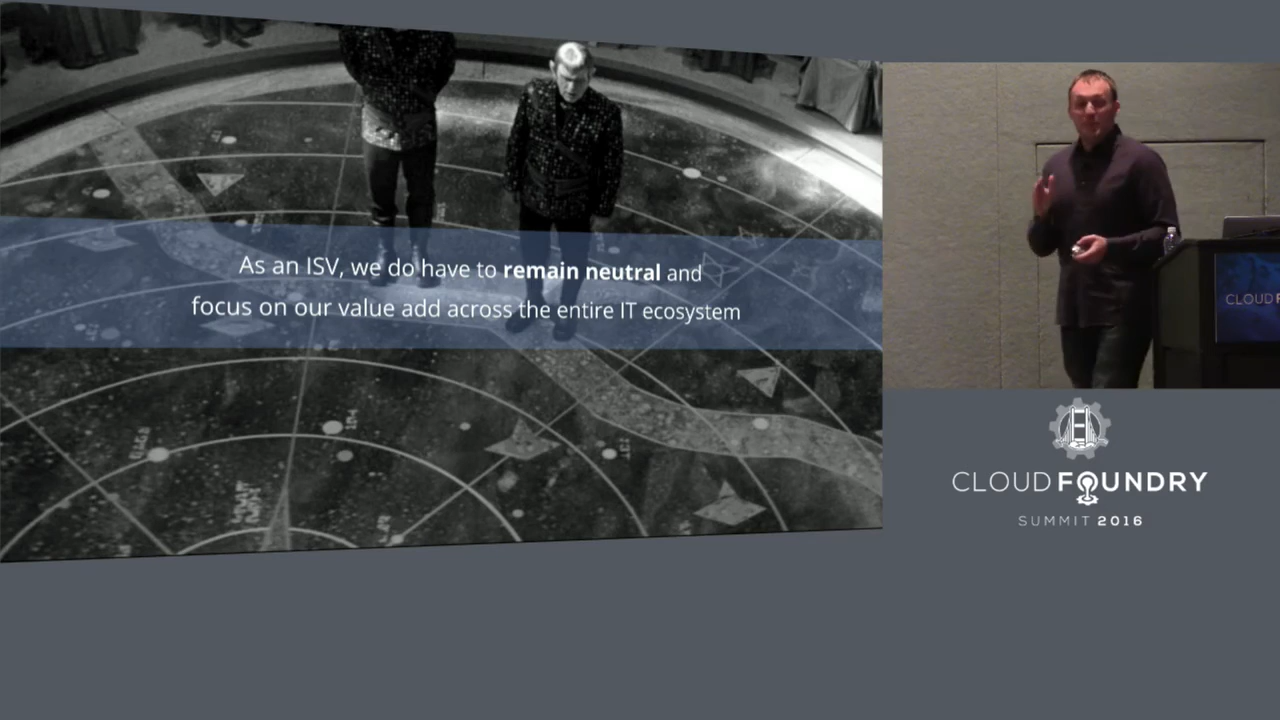 As an ISV, we do have to remain neutral and
focus on our value add across the entire IT ecosystem
CLOUD F
CLOUD FOUNDRY
SUMMIT 2016